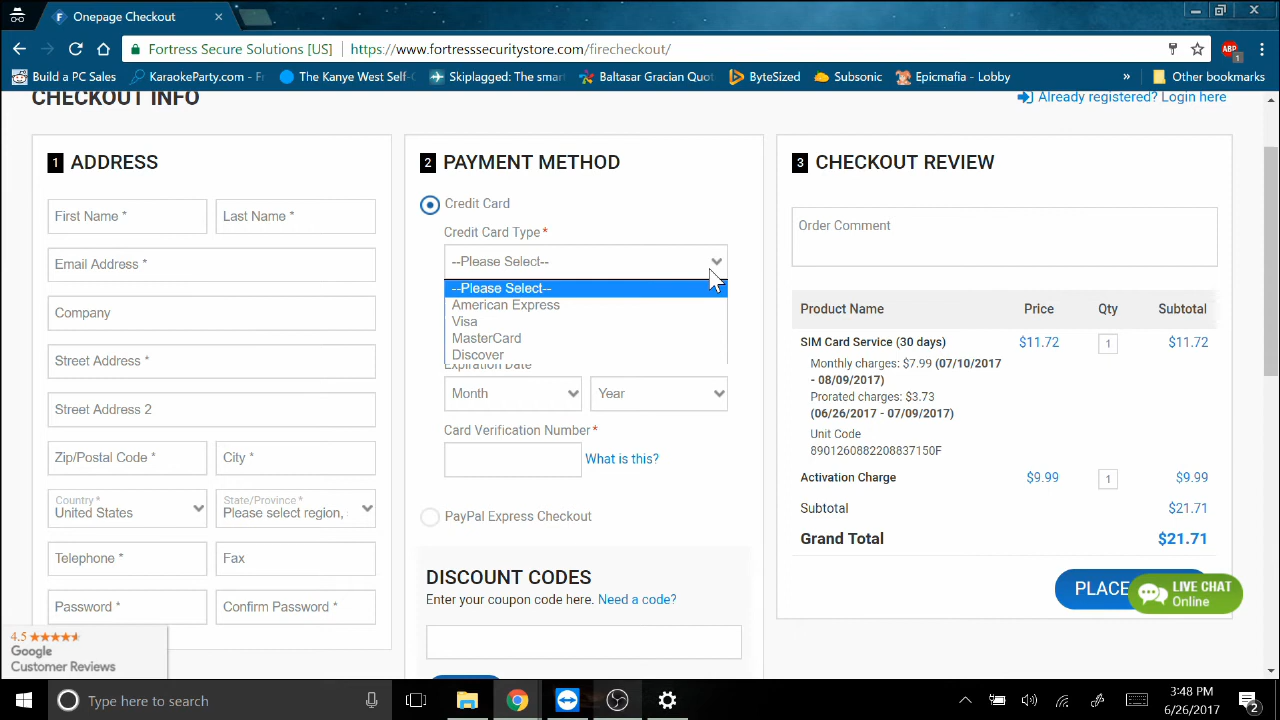 Onepage Checkout
Fortress Secure Solutions [US] | https://www.fortresssecuritystore.com/firecheckout/
ABP
1
Build a PC Sales
KaraokeParty.com - Fr
The Kanye West Self-
Skiplagged: The smar
Baltasar Gracian Quot
ByteSized
Subsonic
Epicmafia - Lobby
»
Other bookmarks
CHECKOUT INFO
Already registered? Login here
1 ADDRESS
First Name *
Last Name *
Email Address *
Company
Street Address *
Street Address 2
Zip/Postal Code *
City *
Country *
United States
State/Province *
Please select region,
Telephone *
Fax
Password *
Confirm Password *
4.5
Google
Customer Reviews
2 PAYMENT METHOD
Credit Card
Credit Card Type *
--Please Select--
--Please Select--
American Express
Visa
MasterCard
Discover
Expiration Date
Month
Year
Card Verification Number *
What is this?
PayPal Express Checkout
DISCOUNT CODES
Enter your coupon code here. Need a code?
3 CHECKOUT REVIEW
Order Comment
Product Name Price Qty Subtotal
SIM Card Service (30 days) $11.72 1 $11.72
Monthly charges: $7.99 (07/10/2017
- 08/09/2017)
Prorated charges: $3.73
(06/26/2017 - 07/09/2017)
Unit Code
8901260882208837150F
Activation Charge $9.99 1 $9.99
Subtotal $21.71
Grand Total $21.71
PLACE
LIVE CHAT
Online
Type here to search
3:48 PM
6/26/2017
2